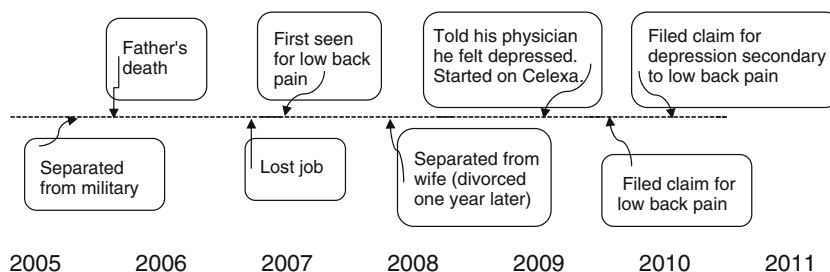 Father's
death
First seen
for low back
pain
Told his physician
he felt depressed.
Started on Celexa.
Filed claim for
depression secondary
to low back pain
Separated
from military
Lost job
Separated from
wife (divorced
one year later)
Filed claim for
low back pain
2005 2006 2007 2008 2009 2010 2011